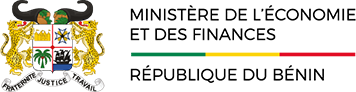 MINISTÈRE DE L'ÉCONOMIE
ET DES FINANCES
RÉPUBLIQUE DU BÉNIN
FRATERNITÉ JUSTICE TRAVAIL